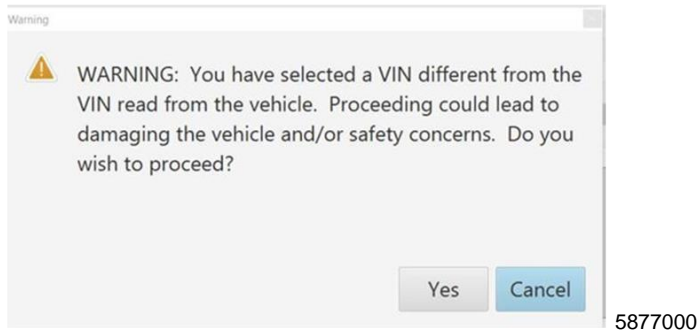 Warning
WARNING: You have selected a VIN different from the
VIN read from the vehicle. Proceeding could lead to
damaging the vehicle and/or safety concerns. Do you
wish to proceed?
Yes Cancel
5877000